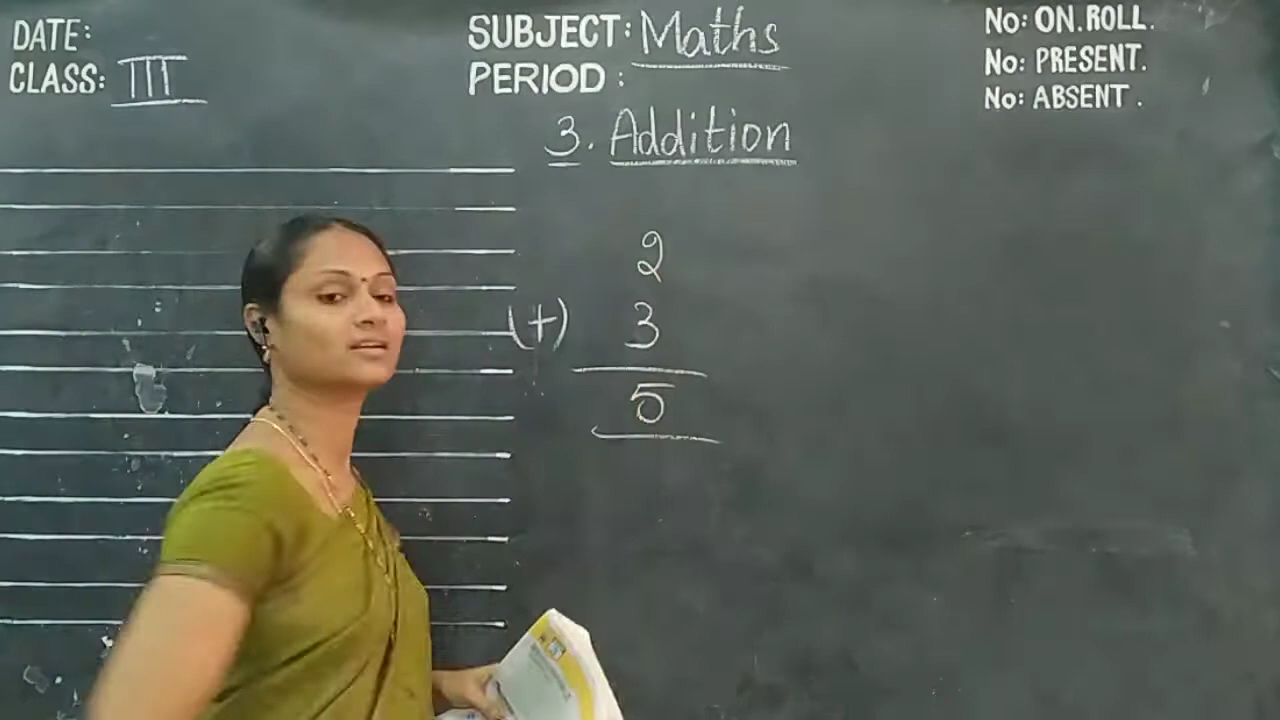 DATE:
CLASS: III
SUBJECT: Maths
PERIOD :
No: ON.ROLL.
No: PRESENT.
No: ABSENT .
3. Addition
2
(+) 3
5